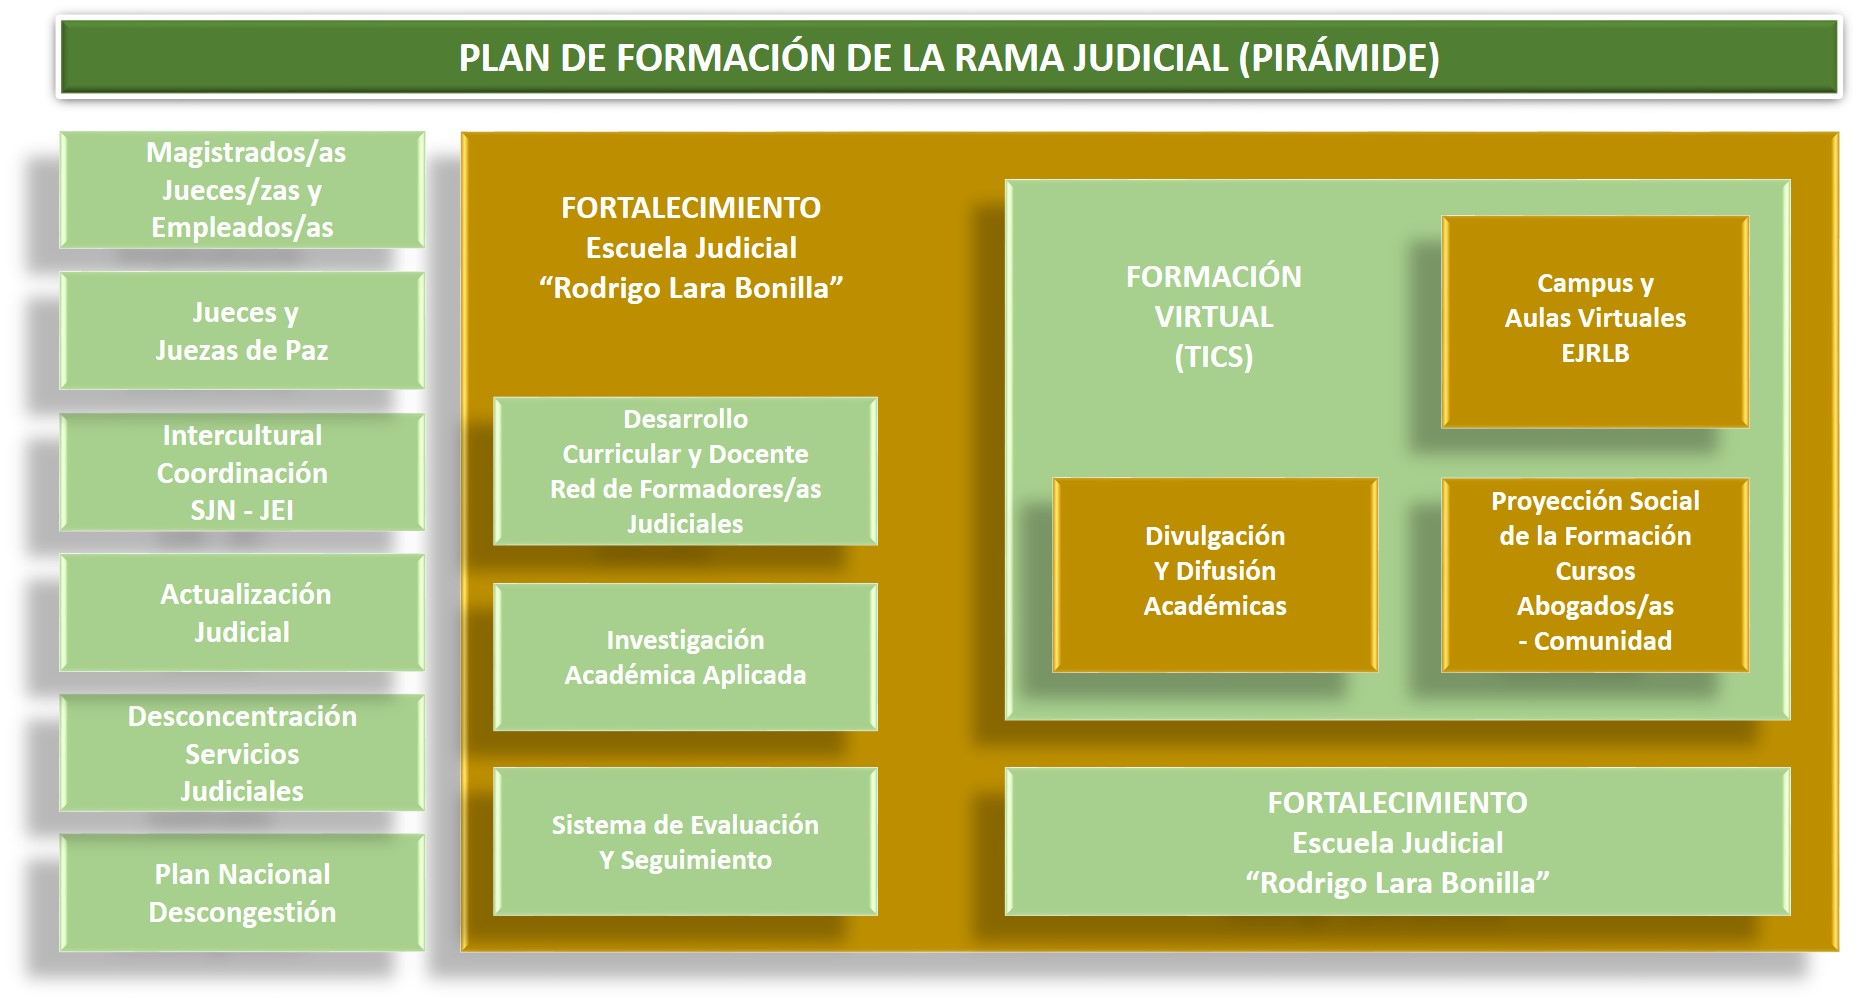 PLAN DE FORMACIÓN DE LA RAMA JUDICIAL (PIRÁMIDE)
Magistrados/as
Jueces/zas y
Empleados/as
Jueces y
Juezas de Paz
Intercultural
Coordinación
SJN - JEI
Actualización
Judicial
Desconcentración
Servicios
Judiciales
Plan Nacional
Descongestión
FORTALECIMIENTO
Escuela Judicial
“Rodrigo Lara Bonilla”
Desarrollo
Curricular y Docente
Red de Formadores/as
Judiciales
Investigación
Académica Aplicada
Sistema de Evaluación
Y Seguimiento
FORMACIÓN
VIRTUAL
(TICS)
Campus y
Aulas Virtuales
EJRLB
Divulgación
Y Difusión
Académicas
Proyección Social
de la Formación
Cursos
Abogados/as
- Comunidad
FORTALECIMIENTO
Escuela Judicial
“Rodrigo Lara Bonilla”